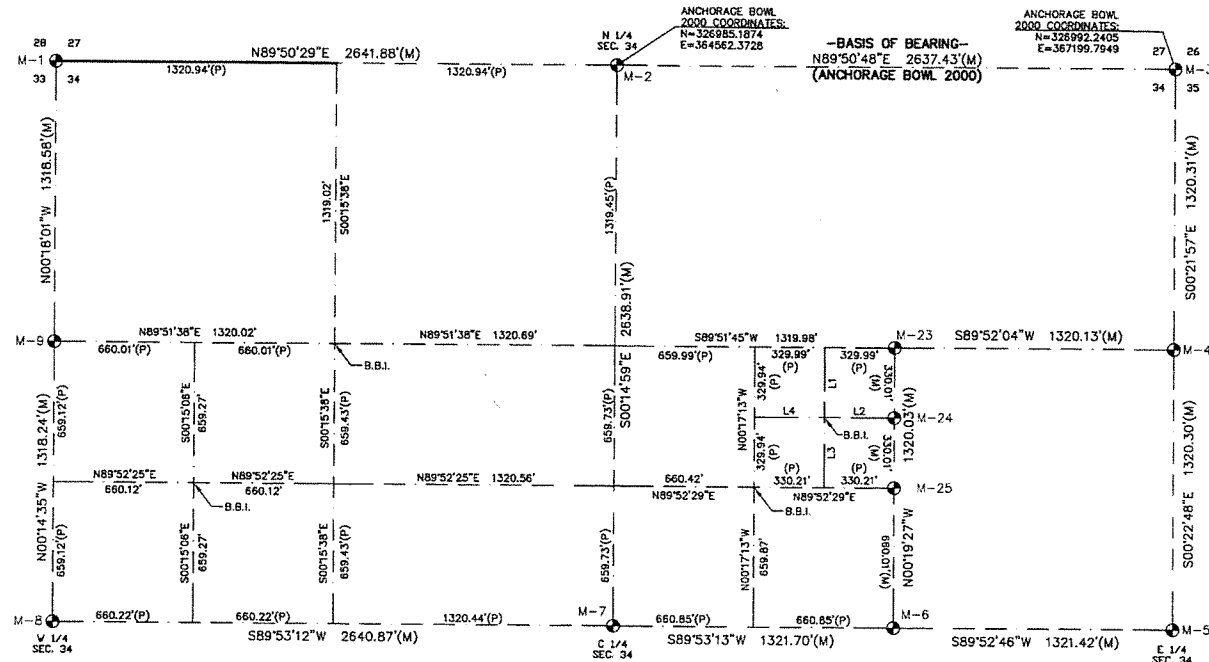 ANCHORAGE BOWL
2000 COORDINATES:
N=326985.1874
E=364562.3728
ANCHORAGE BOWL
2000 COORDINATES:
N=326992.2405
E=367199.7949
28 27
M-1
33 34
N89°50'29"E 2641.88'(M)
1320.94'(P)
1320.94'(P)
N 1/4
SEC. 34
M-2
-BASIS OF BEARING-
N89°50'48"E 2637.43'(M)
(ANCHORAGE BOWL 2000)
27 26
M-3
34 35
N00°18'01"W 1318.58'(M)
1319.02'
S00°15'38"E
1319.45'(P)
S00°14'59"E 2638.91'(M)
S00°21'57"E 1320.31'(M)
M-9
N89°51'38"E 1320.02'
660.01'(P)
660.01'(P)
B.B.I.
N89°51'38"E 1320.69'
S89°51'45"W 1319.98'
659.99'(P)
329.99'
(P)
329.99'
(P)
M-23
S89°52'04"W 1320.13'(M)
M-4
N00°14'35"W 1318.24'(M)
659.12'(P)
659.12'(P)
S00°15'08"E
659.27'
S00°15'38"E
659.43'(P)
659.73'(P)
N00°17'13"W
329.94'
(P)
L1
330.01'
(M)
L4
L2
M-24
B.B.I.
329.94'
(P)
L3
330.01'
(M)
1320.03'(M)
N89°52'25"E
660.12'
N89°52'25"E
660.12'
B.B.I.
N89°52'25"E 1320.56'
660.42'
N89°52'29"E
(P)
330.21'
(P)
330.21'
N89°52'29"E
M-25
B.B.I.
S00°15'08"E
659.27'
S00°15'38"E
659.43'(P)
659.73'(P)
N00°17'13"W
659.87'
660.01'(M)
N00°19'27"W
S00°22'48"E 1320.30'(M)
M-8
W 1/4
SEC. 34
660.22'(P)
660.22'(P)
1320.44'(P)
S89°53'12"W 2640.87'(M)
M-7
C 1/4
SEC. 34
660.85'(P)
660.85'(P)
S89°53'13"W 1321.70'(M)
M-6
S89°52'46"W 1321.42'(M)
M-5
E 1/4
SEC. 34